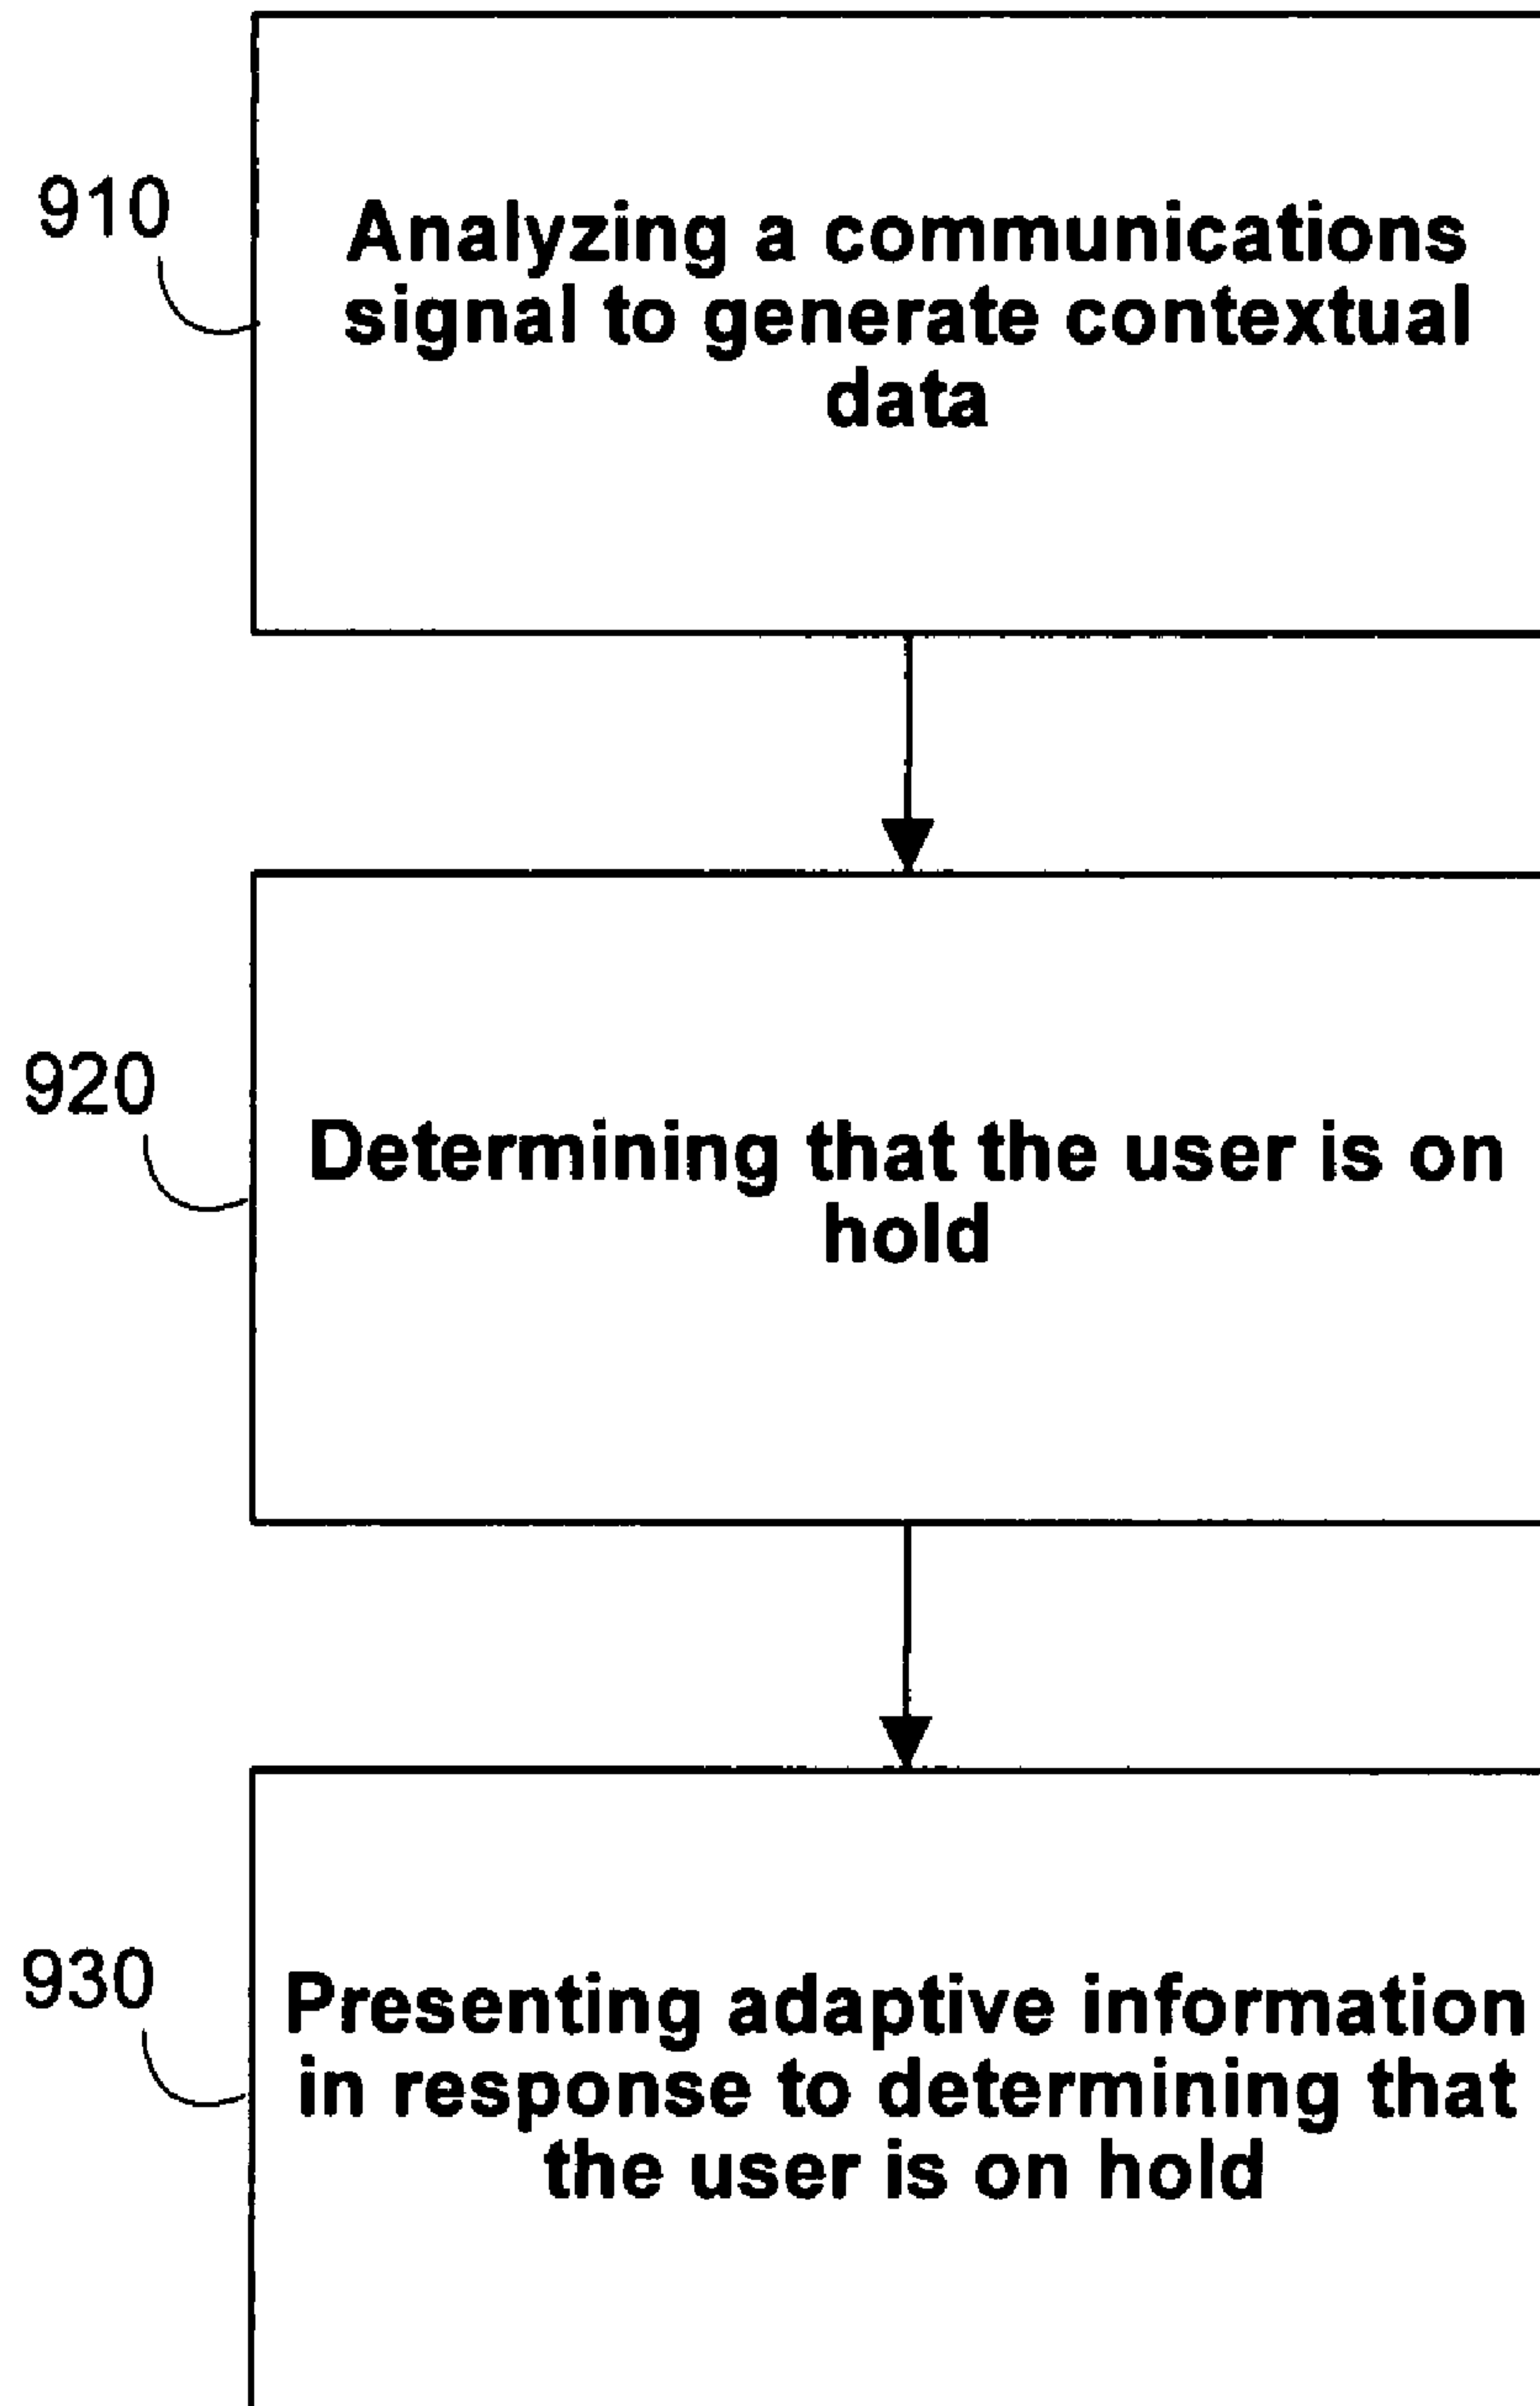 910
Analyzing a communications
signal to generate contextual
data
920
Determining that the user is on
hold
930
Presenting adaptive information
in response to determining that
the user is on hold